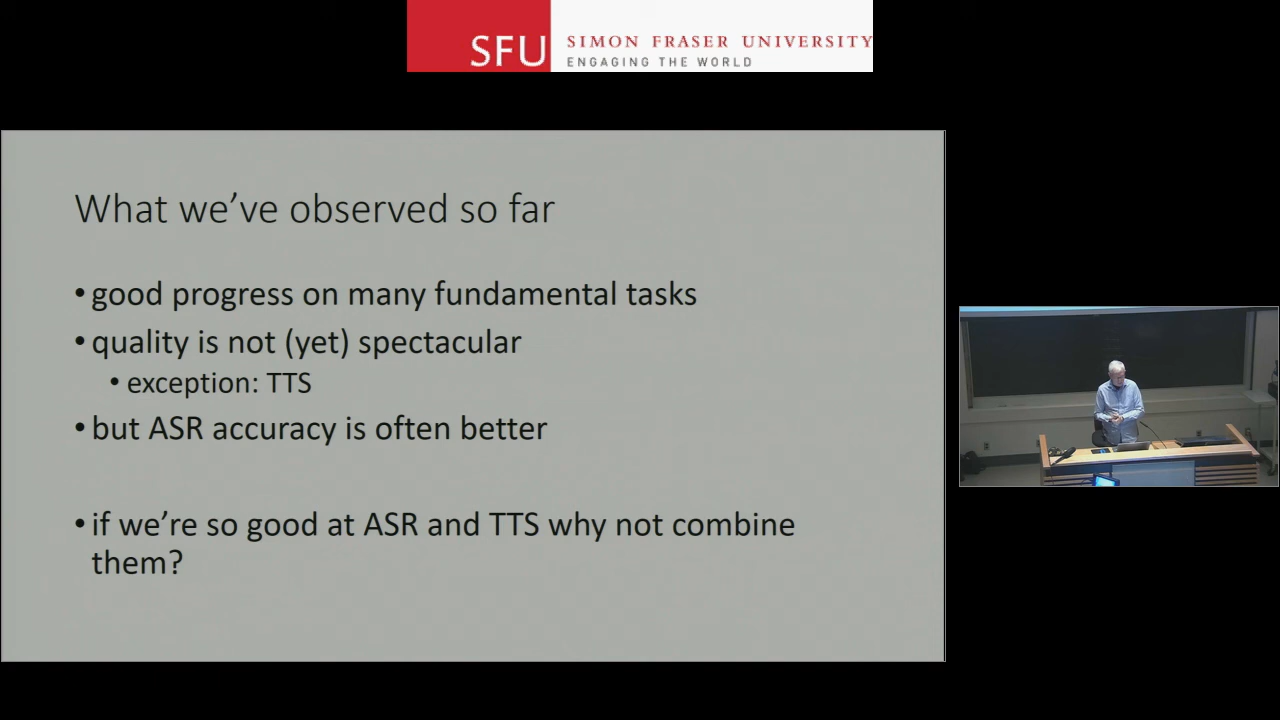 SFU SIMON FRASER UNIVERSITY
ENGAGING THE WORLD
What we've observed so far
• good progress on many fundamental tasks
• quality is not (yet) spectacular
• exception: TTS
• but ASR accuracy is often better
• if we're so good at ASR and TTS why not combine
them?